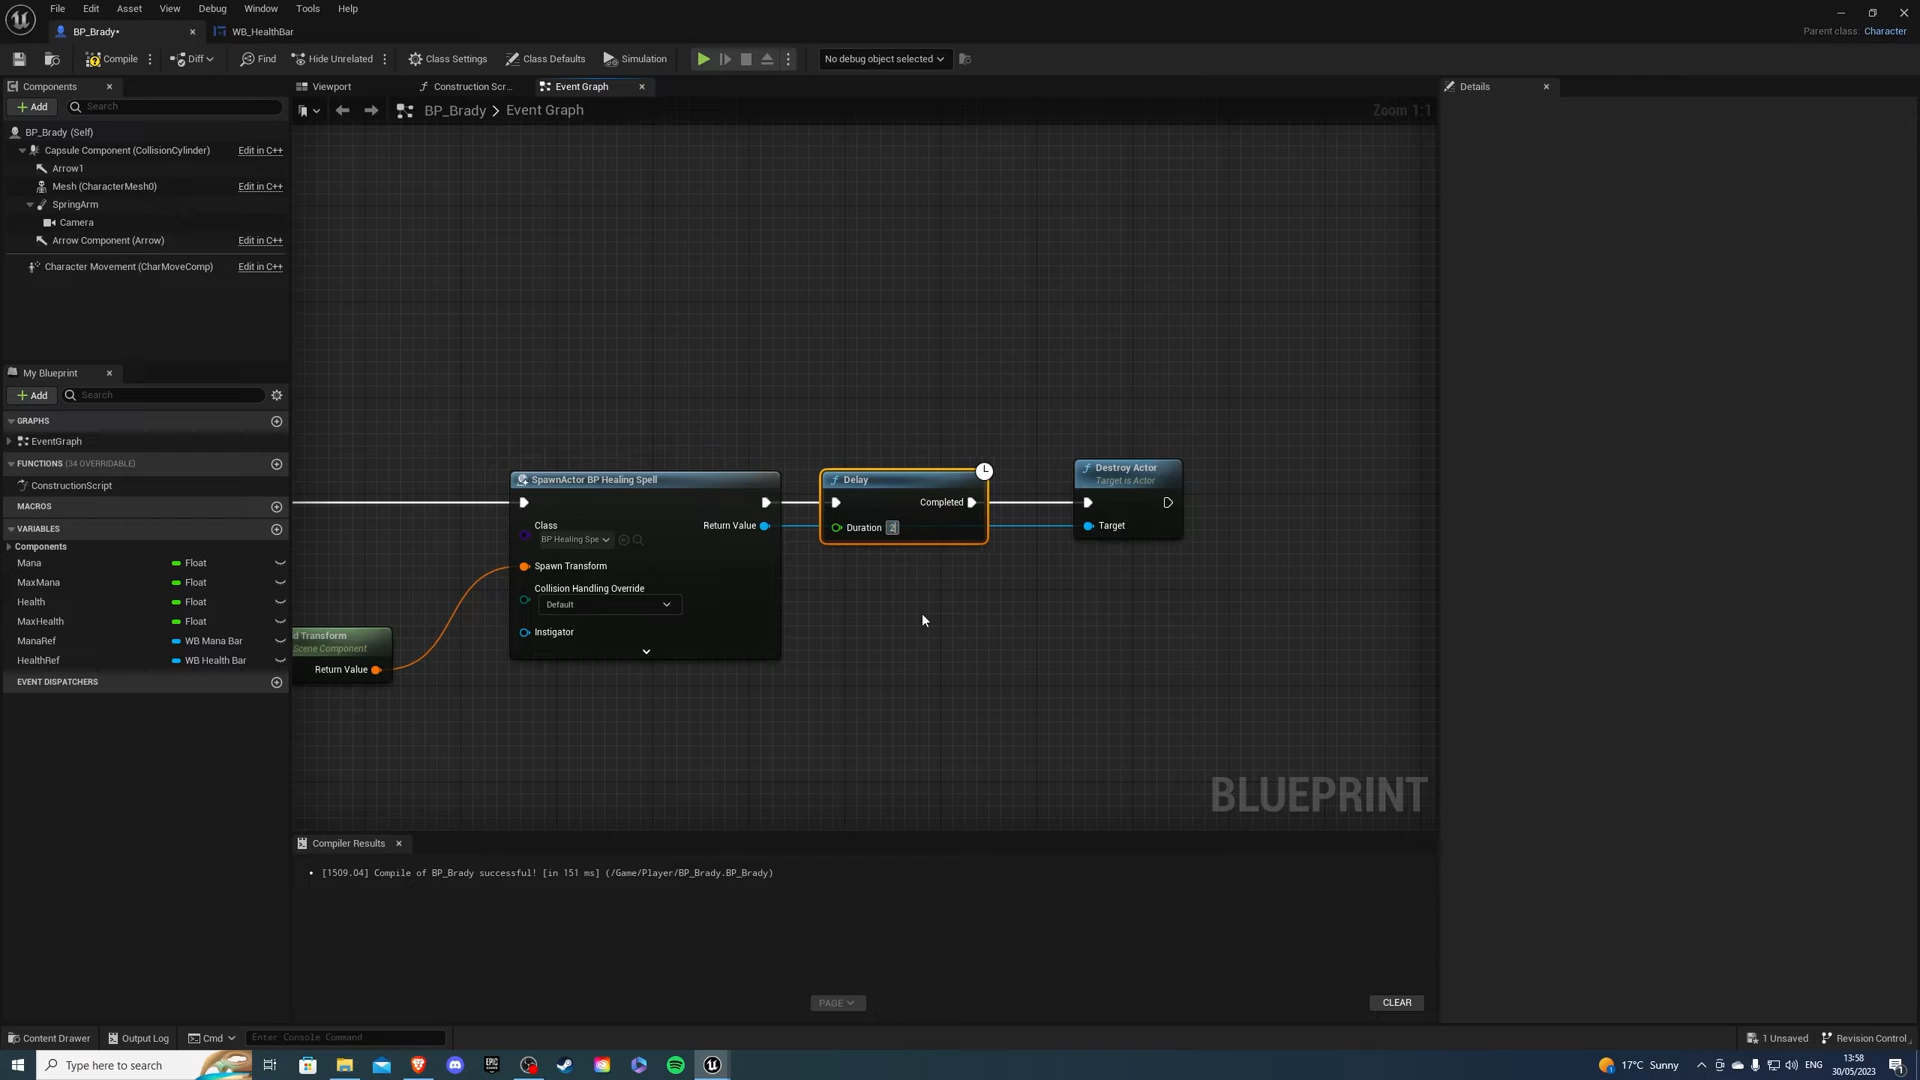 File Edit Asset View Debug Window Tools Help
BP_Brady•
WB_HealthBar
Parent class: Character
Compile
Diff
Find
Hide Unrelated
Class Settings
Class Defaults
Simulation
No debug object selected
Components
Viewport
Construction Scr...
Event Graph
Details
Add
Search
BP_Brady > Event Graph
Zoom 1:1
BP_Brady (Self)
Capsule Component (CollisionCylinder) Edit in C++
Arrow1
Mesh (CharacterMesh0) Edit in C++
SpringArm
Camera
Arrow Component (Arrow) Edit in C++
Character Movement (CharMoveComp) Edit in C++
My Blueprint
Add
Search
GRAPHS
EventGraph
FUNCTIONS (34 OVERRIDABLE)
ConstructionScript
MACROS
VARIABLES
Components
Mana Float
MaxMana Float
Health Float
MaxHealth Float
ManaRef WB Mana Bar
HealthRef WB Health Bar
EVENT DISPATCHERS
d Transform
Scene Component
Return Value
SpawnActor BP Healing Spell
Class
BP Healing Spe
Return Value
Spawn Transform
Collision Handling Override
Default
Instigator
Delay
Completed
Duration 2
Destroy Actor
Target is Actor
Target
BLUEPRINT
Compiler Results
• [1509.04] Compile of BP_Brady successful! [in 151 ms] (/Game/Player/BP_Brady.BP_Brady)
PAGE
CLEAR
Content Drawer
Output Log
Cmd
Enter Console Command
1 Unsaved
Revision Control
Type here to search
EPIC
17°C Sunny
ENG
13:58
30/05/2023